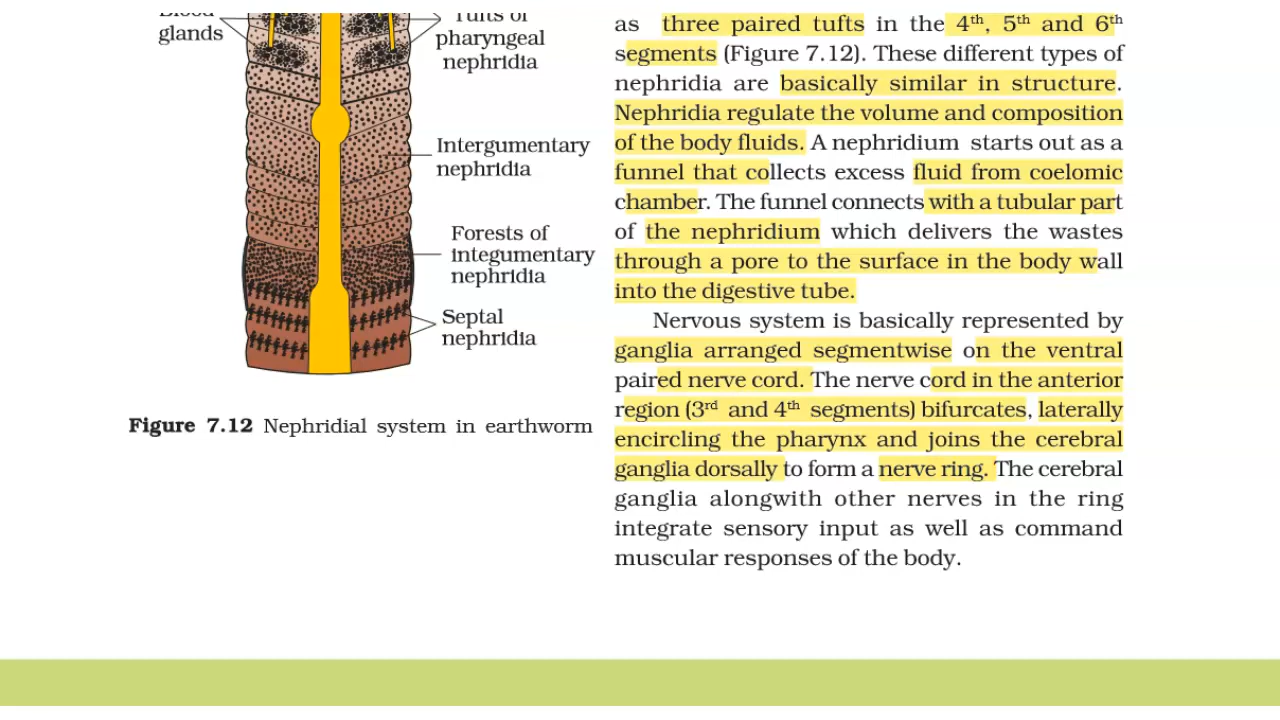 Blood
glands
Tufts of
pharyngeal
nephridia
Intergumentary
nephridia
Forests of
integumentary
nephridia
Septal
nephridia
Figure 7.12 Nephridial system in earthworm
as three paired tufts in the 4th, 5th and 6th
segments (Figure 7.12). These different types of
nephridia are basically similar in structure.
Nephridia regulate the volume and composition
of the body fluids. A nephridium starts out as a
funnel that collects excess fluid from coelomic
chamber. The funnel connects with a tubular part
of the nephridium which delivers the wastes
through a pore to the surface in the body wall
into the digestive tube.
Nervous system is basically represented by
ganglia arranged segmentwise on the ventral
paired nerve cord. The nerve cord in the anterior
region (3rd and 4th segments) bifurcates, laterally
encircling the pharynx and joins the cerebral
ganglia dorsally to form a nerve ring. The cerebral
ganglia alongwith other nerves in the ring
integrate sensory input as well as command
muscular responses of the body.